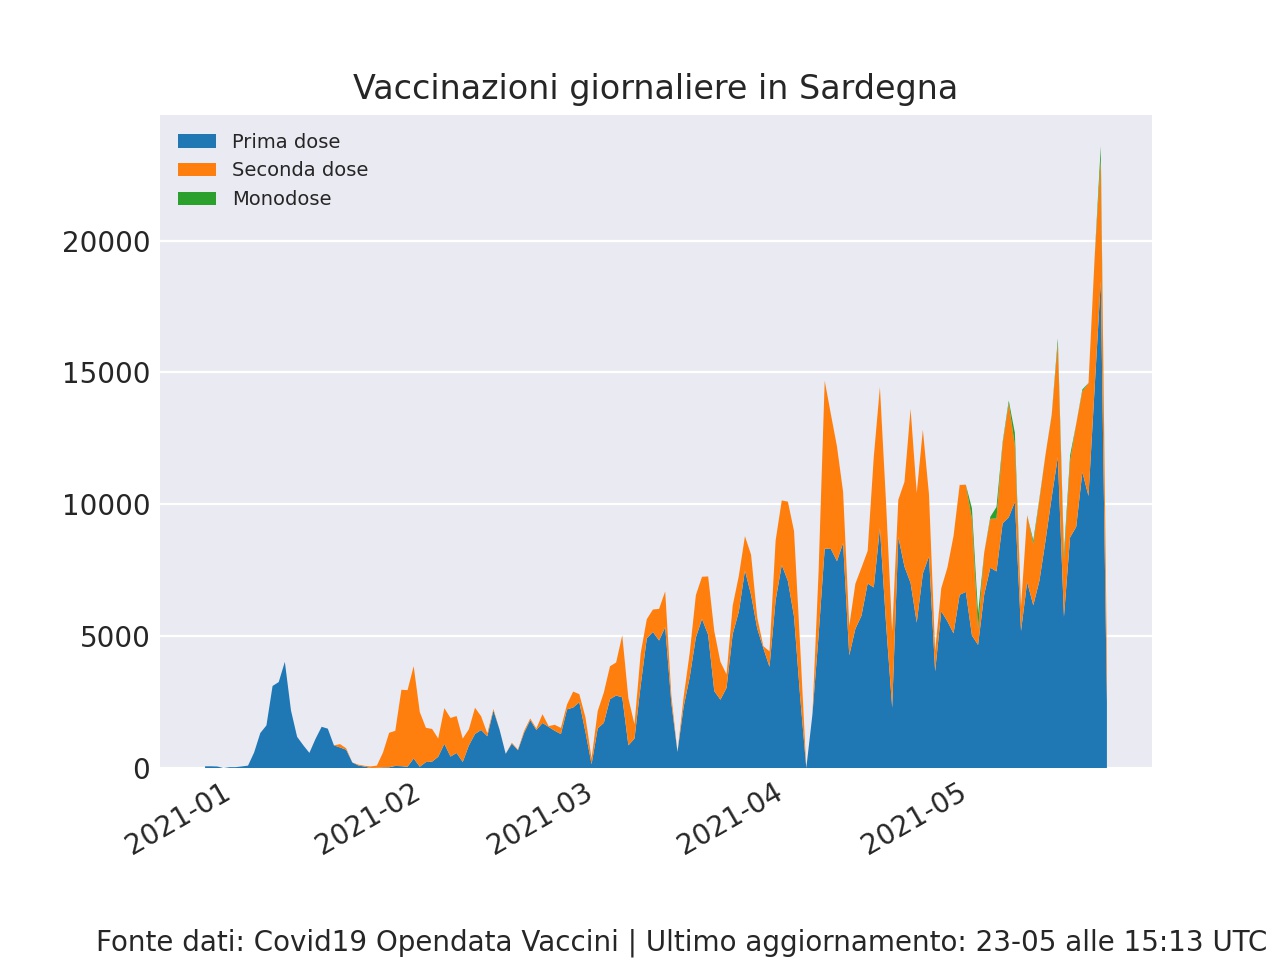 Vaccinazioni giornaliere in Sardegna
Prima dose
Seconda dose
Monodose
20000
15000
10000
5000
0
2021-01
2021-02
2021-03
2021-04
2021-05
Fonte dati: Covid19 Opendata Vaccini | Ultimo aggiornamento: 23-05 alle 15:13 UTC